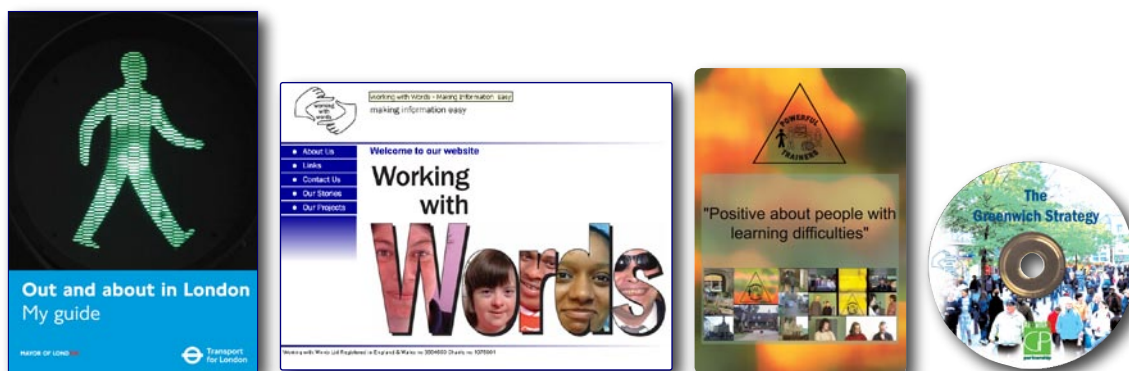 Out and about in London
My guide
MAYOR OF LONDON
Transport
for London
working
with
words
Working with Words - Making Information Easy
making information easy
About Us
Links
Contact Us
Our Stories
Our Projects
Welcome to our website
Working
with
Words
POWERFUL
TRAINERS
"Positive about people with
learning difficulties"
The
Greenwich Strategy
partnership